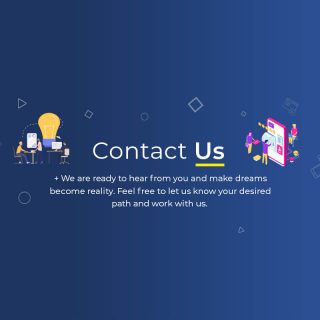 Contact Us
+ We are ready to hear from you and make dreams
become reality. Feel free to let us know your desired
path and work with us.